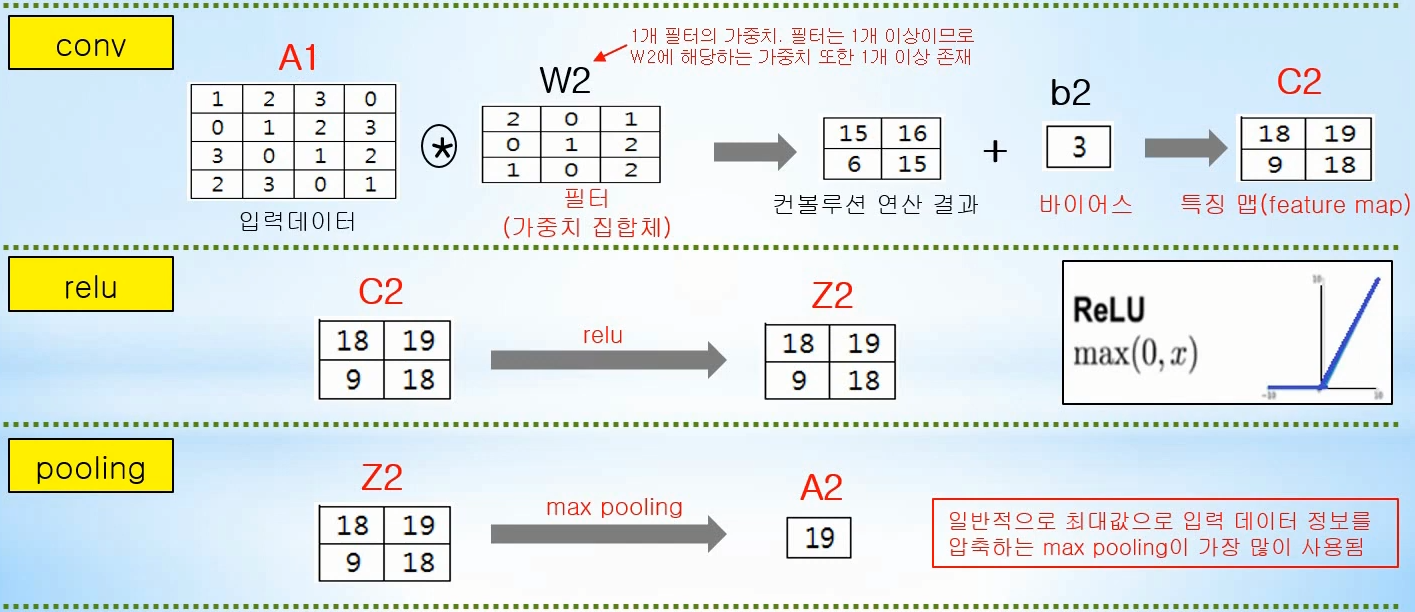 conv
A1
1 2 3 0
0 1 2 3
3 0 1 2
2 3 0 1
입력데이터
*
W2
1개 필터의 가중치. 필터는 1개 이상이므로
W2에 해당하는 가중치 또한 1개 이상 존재
2 0 1
0 1 2
1 0 2
필터
(가중치 집합체)
15 16
6 15
컨볼루션 연산 결과
+
b2
3
바이어스
C2
18 19
9 18
특징 맵(feature map)
relu
C2
18 19
9 18
relu
Z2
18 19
9 18
ReLU
max(0, x)
10
-10 0 10
pooling
Z2
18 19
9 18
max pooling
A2
19
일반적으로 최대값으로 입력 데이터 정보를
압축하는 max pooling이 가장 많이 사용됨